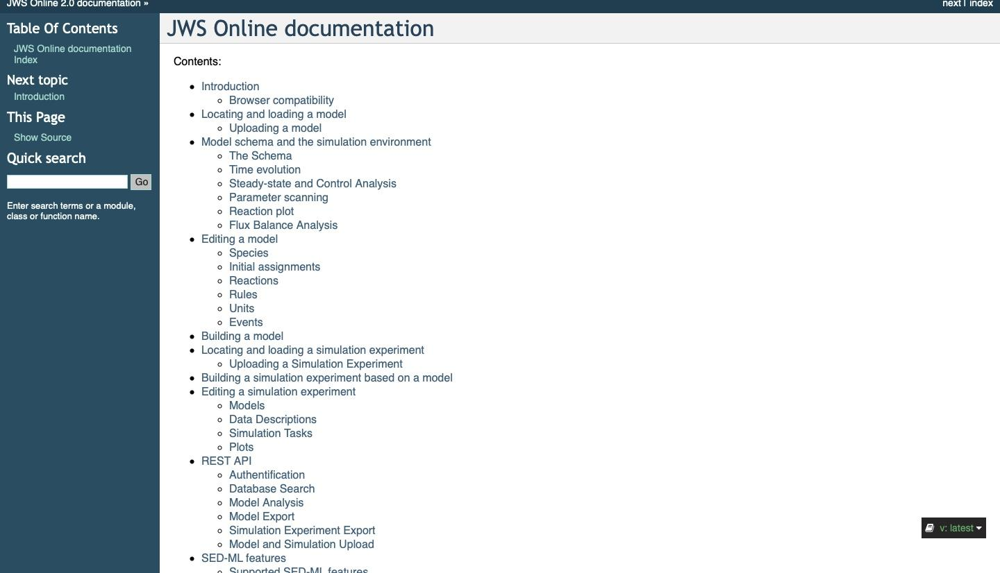 JWS Online 2.0 documentation »
next | index
Table Of Contents
JWS Online documentation
Index
Next topic
Introduction
This Page
Show Source
Quick search
Go
Enter search terms or a module,
class or function name.
JWS Online documentation
Contents:
Introduction
Browser compatibility
Locating and loading a model
Uploading a model
Model schema and the simulation environment
The Schema
Time evolution
Steady-state and Control Analysis
Parameter scanning
Reaction plot
Flux Balance Analysis
Editing a model
Species
Initial assignments
Reactions
Rules
Units
Events
Building a model
Locating and loading a simulation experiment
Uploading a Simulation Experiment
Building a simulation experiment based on a model
Editing a simulation experiment
Models
Data Descriptions
Simulation Tasks
Plots
REST API
Authentification
Database Search
Model Analysis
Model Export
Simulation Experiment Export
Model and Simulation Upload
SED-ML features
Supported SED-ML features
v: latest